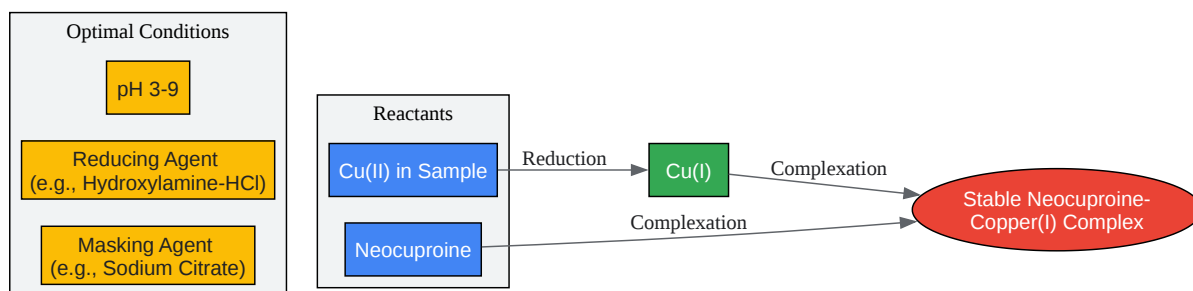 Optimal Conditions
pH 3-9
Reducing Agent
(e.g., Hydroxylamine-HCl)
Masking Agent
(e.g., Sodium Citrate)
Reactants
Cu(II) in Sample
Neocuproine
Reduction
Cu(I)
Complexation
Complexation
Stable Neocuproine-
Copper(I) Complex